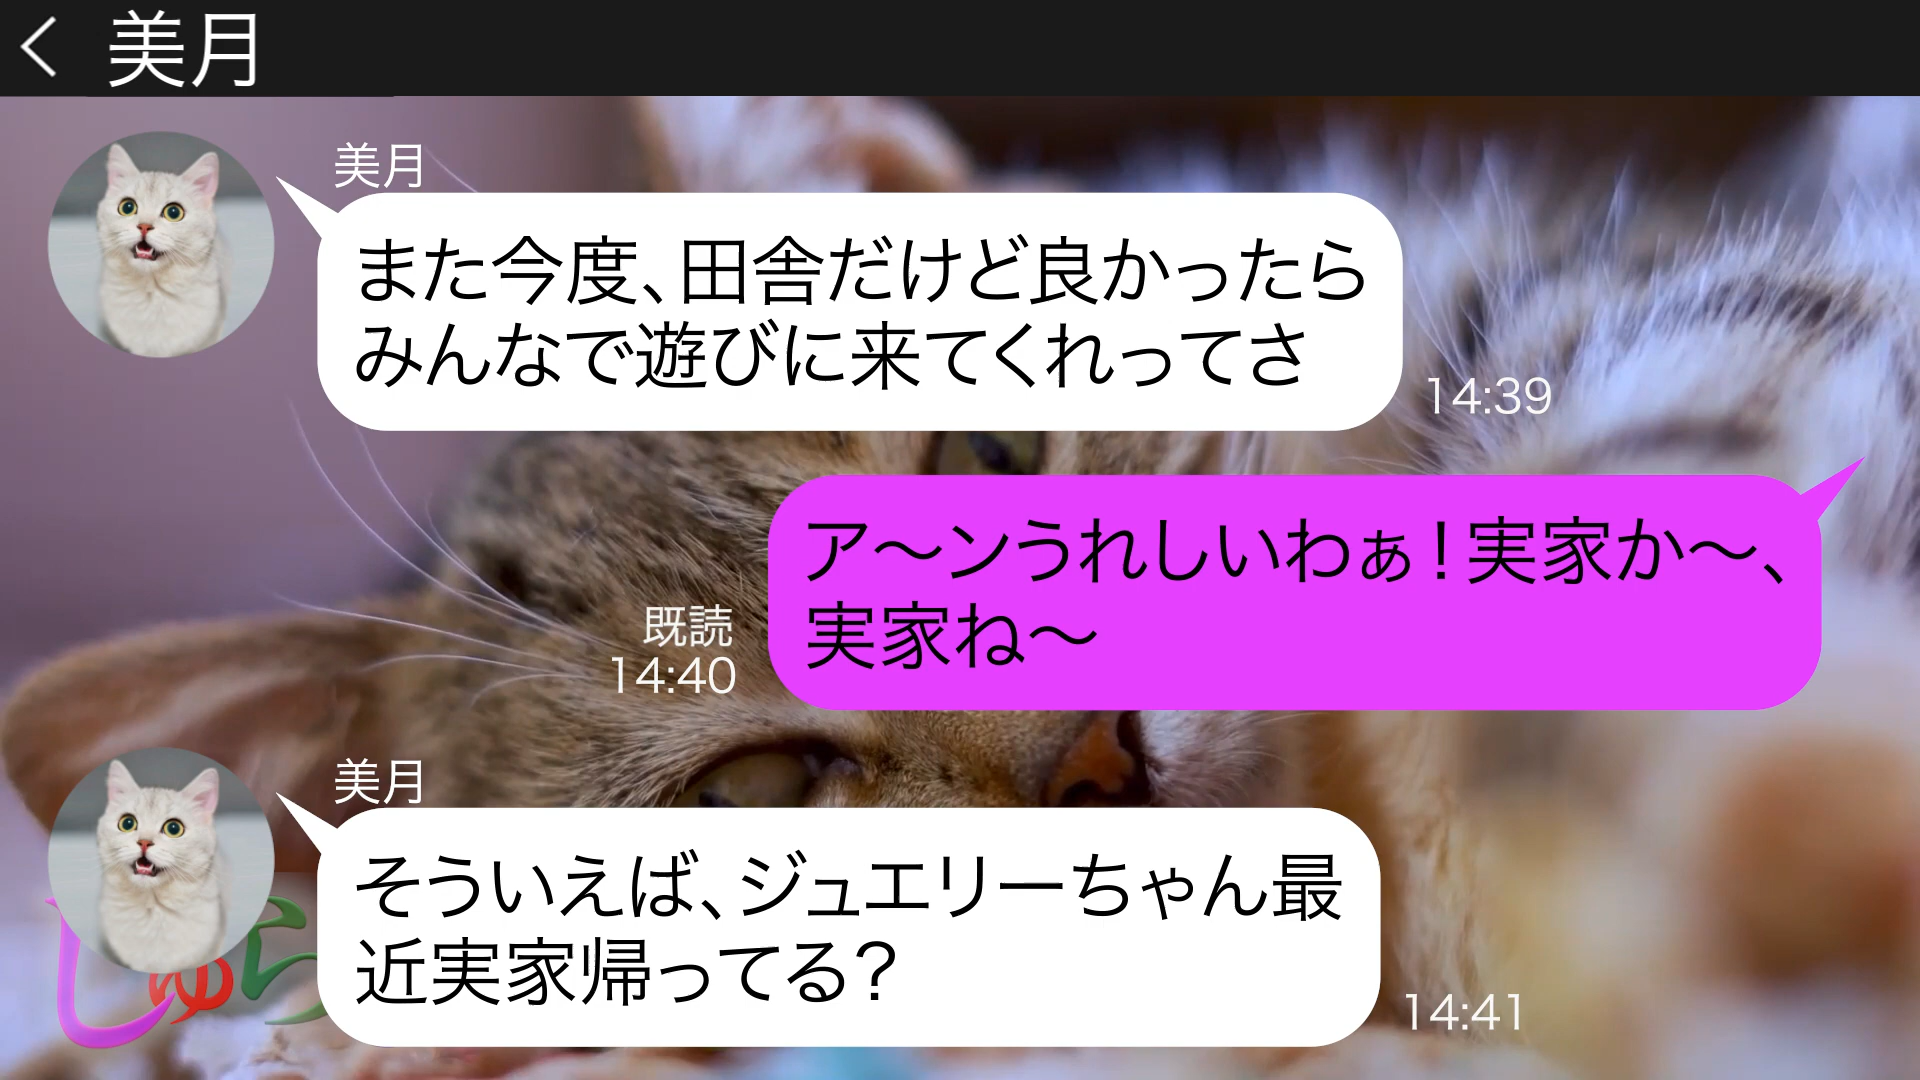 美月
美月
また今度、田舎だけど良かったら
みんなで遊びに来てくれってさ
14:39
ア〜ンうれしいわぁ！実家か〜、
実家ね〜
既読
14:40
美月
そういえば、ジュエリーちゃん最
近実家帰ってる？
14:41
しゅら